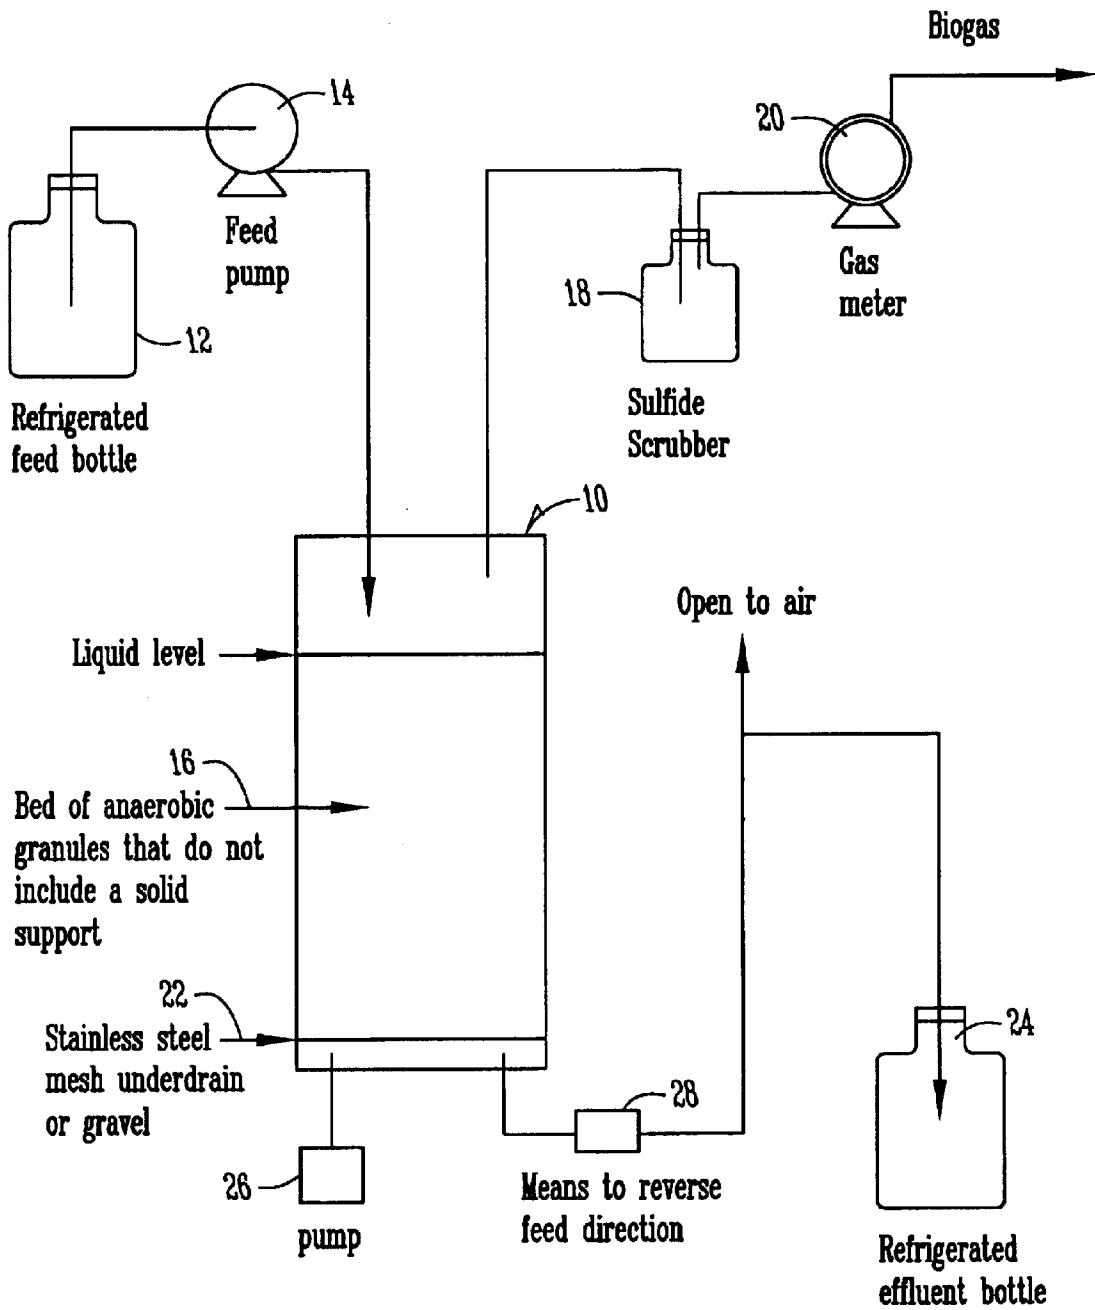 Biogas
14
20
Feed
pump
18
Gas
meter
12
Refrigerated
feed bottle
Sulfide
Scrubber
10
Open to air
Liquid level
16
Bed of anaerobic
granules that do not
include a solid
support
22
Stainless steel
mesh underdrain
or gravel
24
28
26
pump
Means to reverse
feed direction
Refrigerated
effluent bottle